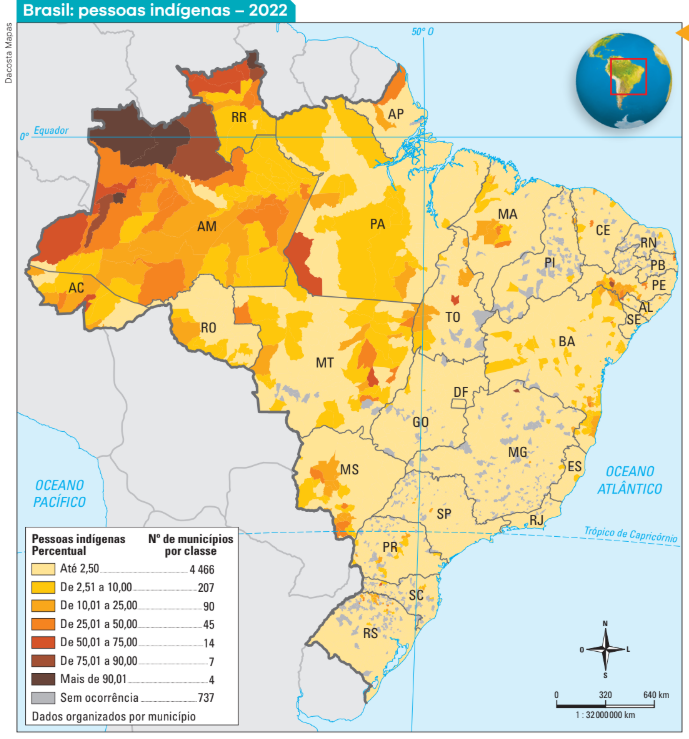 Brasil: pessoas indígenas – 2022
Dacosta Mapas
50° O
0° Equador
RR
AP
AM
PA
MA
CE
RN
PB
PE
AL
SE
PI
AC
RO
TO
BA
MT
DF
GO
MG
ES
MS
SP
RJ
PR
SC
RS
OCEANO
PACÍFICO
OCEANO
ATLÂNTICO
Trópico de Capricórnio
Pessoas indígenas
Percentual
Nº de municípios
por classe
Até 2,50 4 466
De 2,51 a 10,00 207
De 10,01 a 25,00 90
De 25,01 a 50,00 45
De 50,01 a 75,00 14
De 75,01 a 90,00 7
Mais de 90,01 4
Sem ocorrência 737
Dados organizados por município
N
O
L
S
0 320 640 km
1 : 32 000 000 km